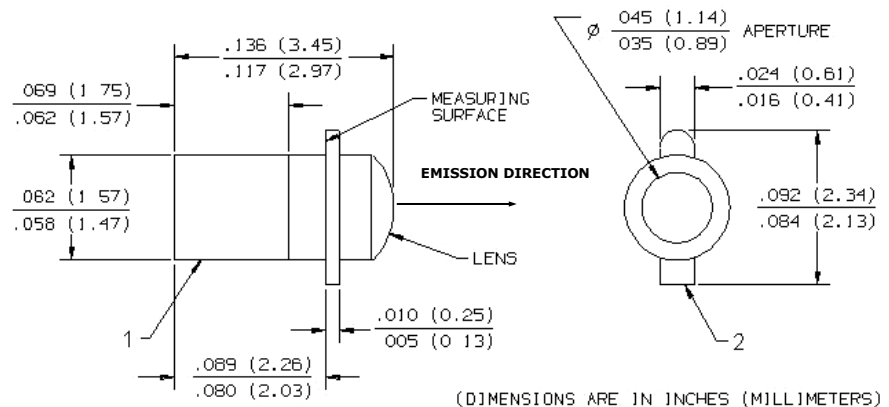 .136 (3.45)
.117 (2.97)
Ø 045 (1.14) APERTURE
035 (0.89)
.024 (0.61)
.016 (0.41)
069 (1 75)
.062 (1.57)
MEASURING
SURFACE
EMISSION DIRECTION
.062 (1 57)
.058 (1.47)
.092 (2.34)
.084 (2.13)
LENS
1
.010 (0.25)
005 (0 13)
2
.089 (2.26)
.080 (2.03)
(DIMENSIONS ARE IN INCHES (MILLIMETERS)